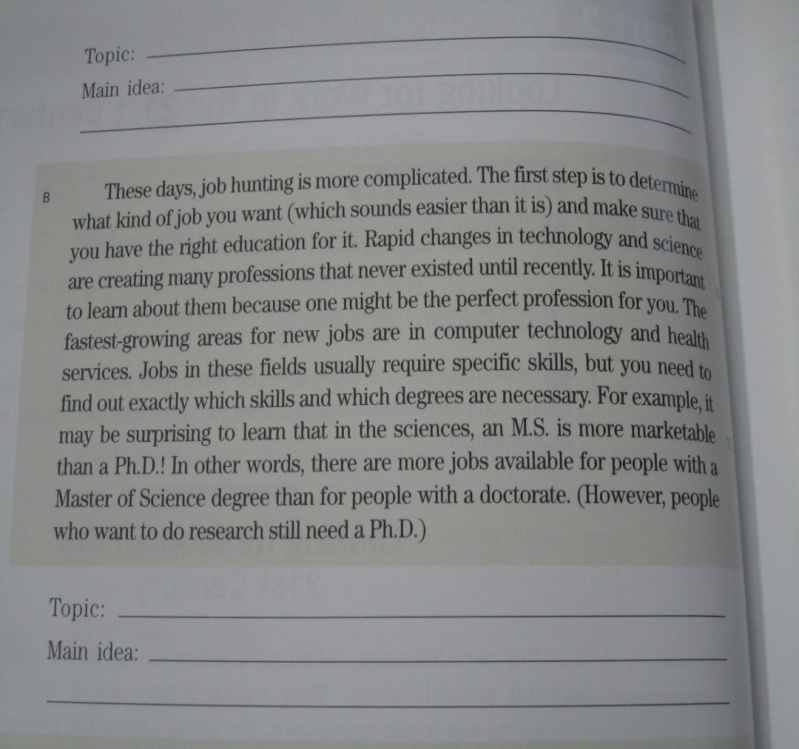 Topic:
Main idea:
B
These days, job hunting is more complicated. The first step is to determine
what kind of job you want (which sounds easier than it is) and make sure that
you have the right education for it. Rapid changes in technology and science
are creating many professions that never existed until recently. It is important
to learn about them because one might be the perfect profession for you. The
fastest-growing areas for new jobs are in computer technology and health
services. Jobs in these fields usually require specific skills, but you need to
find out exactly which skills and which degrees are necessary. For example, it
may be surprising to learn that in the sciences, an M.S. is more marketable
than a Ph.D.! In other words, there are more jobs available for people with a
Master of Science degree than for people with a doctorate. (However, people
who want to do research still need a Ph.D.)
Topic:
Main idea: